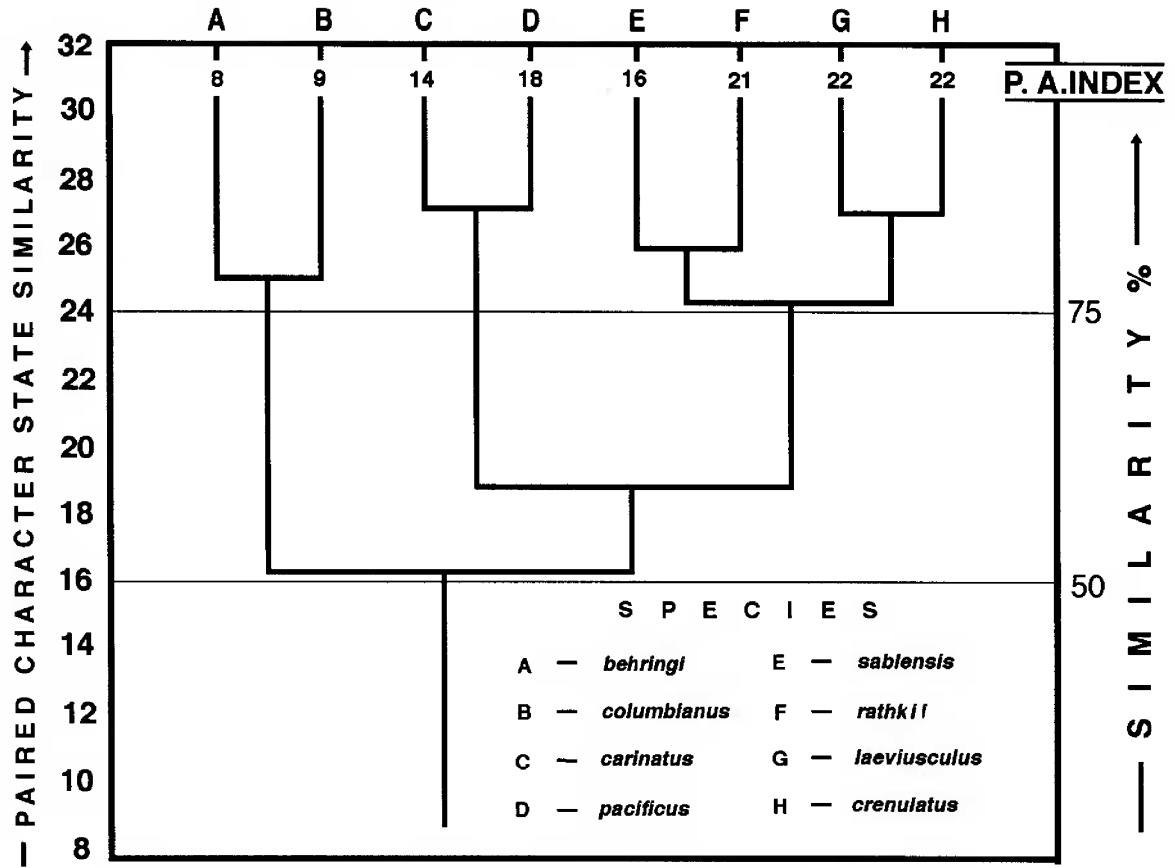 A B C D E F G H
32
8 9 14 18 16 21 22 22 P. A.INDEX
30
28
26
24 75
22
20
18
16 50
14
12
10
8
— PAIRED CHARACTER STATE SIMILARITY →
— SIMILARITY % →
SPECIES
A — behringi E — sablensis
B — columbianus F — rathkii
C — carinatus G — laeviusculus
D — pacificus H — crenulatus